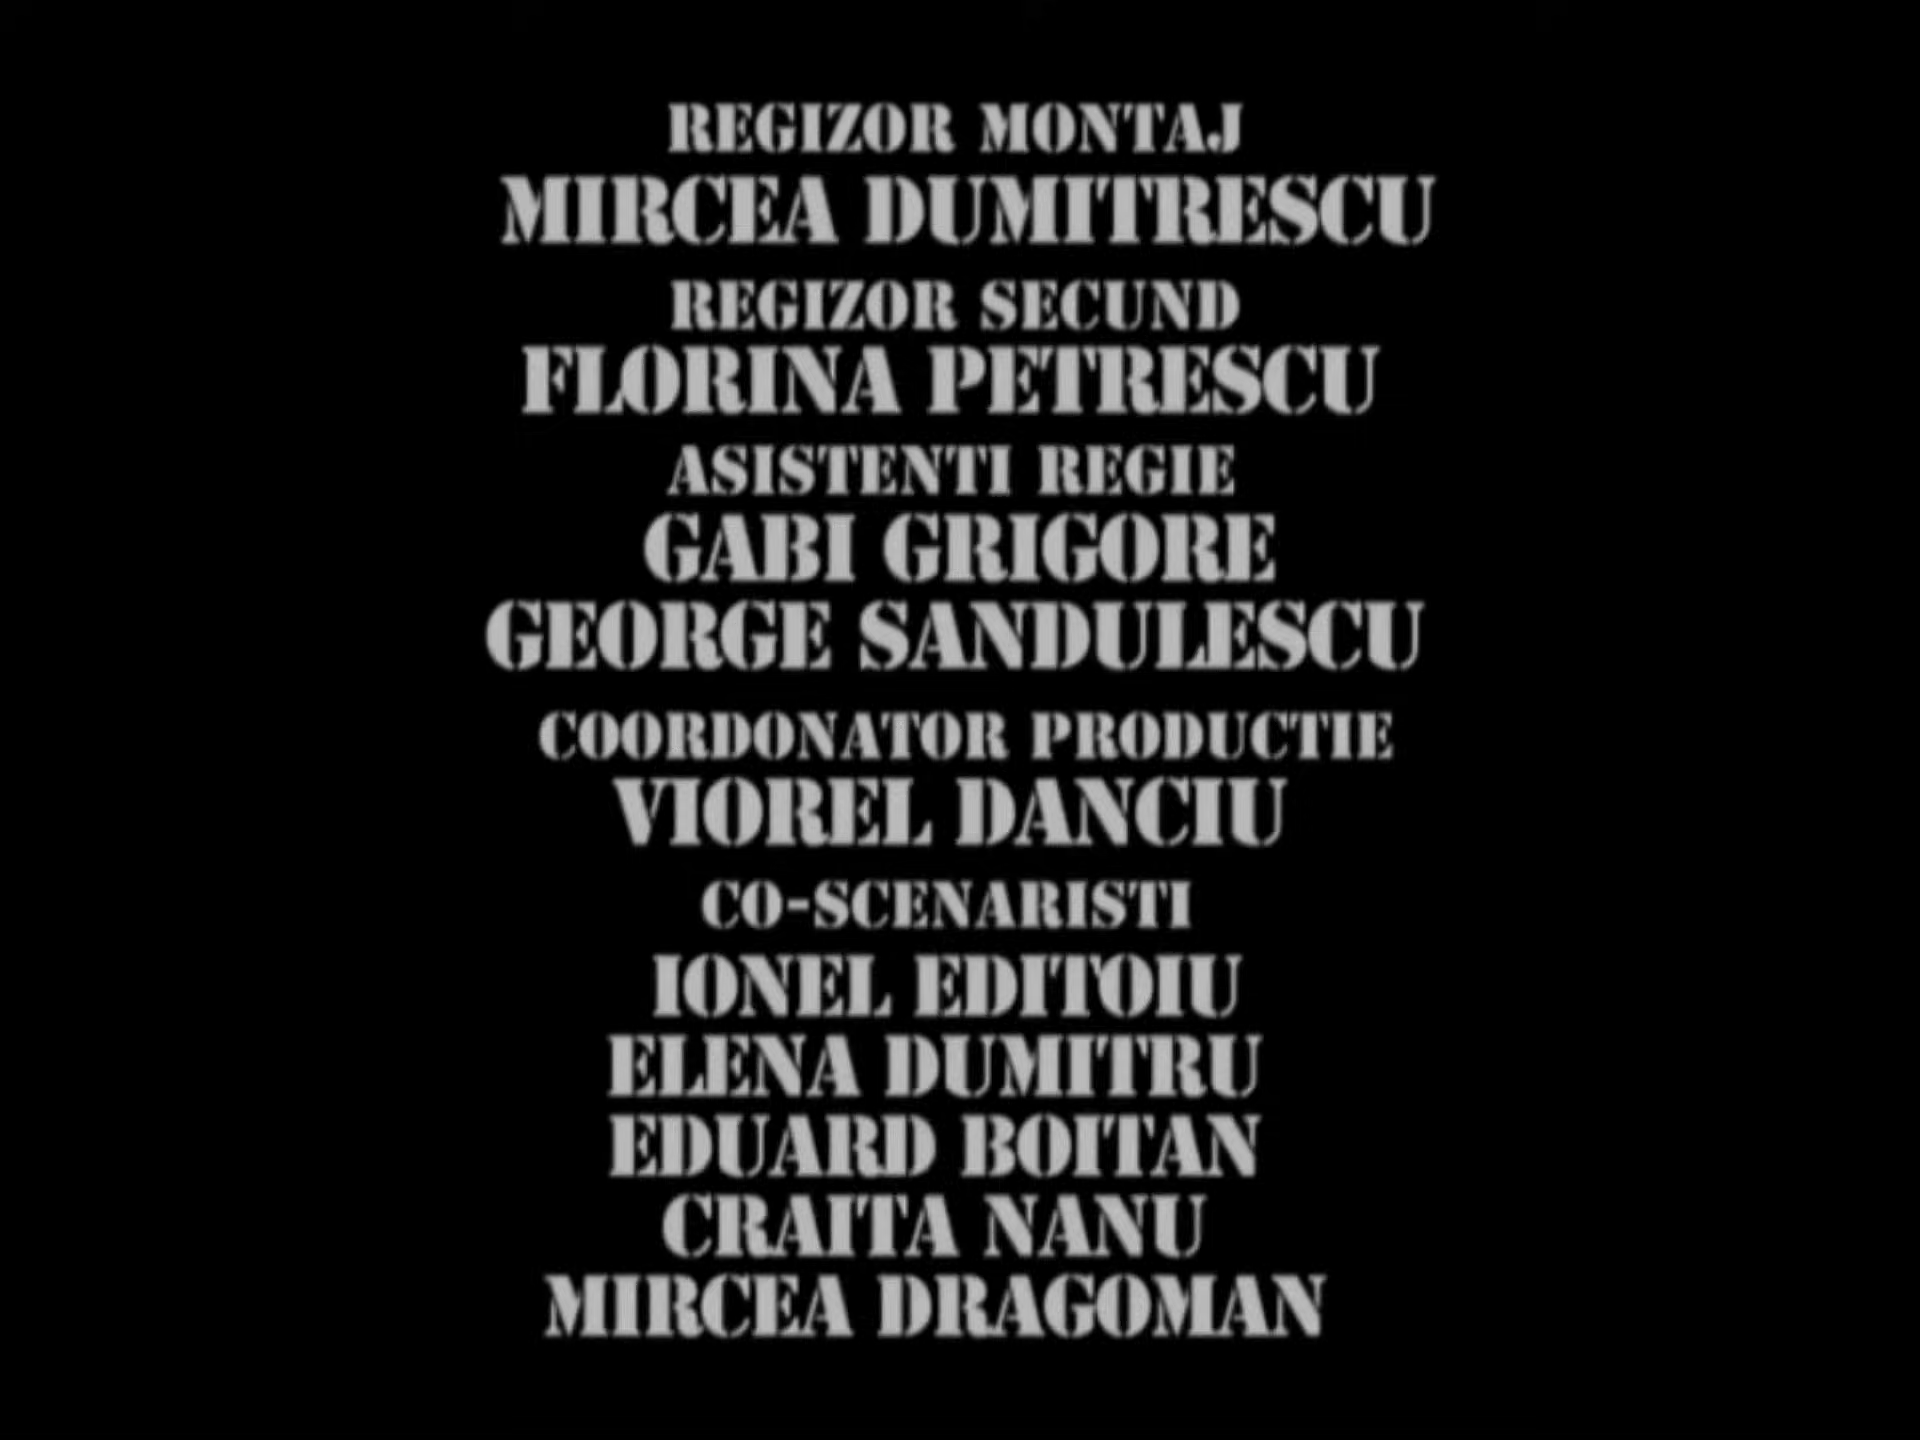 REGIZOR MONTAJ
MIRCEA DUMITRESCU
REGIZOR SECUND
FLORINA PETRESCU
ASISTENTI REGIE
GABI GRIGORE
GEORGE SANDULESCU
COORDONATOR PRODUCTIE
VIOREL DANCIU
CO-SCENARISTI
IONEL EDITOIU
ELENA DUMITRU
EDUARD BOITAN
CRAITA NANU
MIRCEA DRAGOMAN